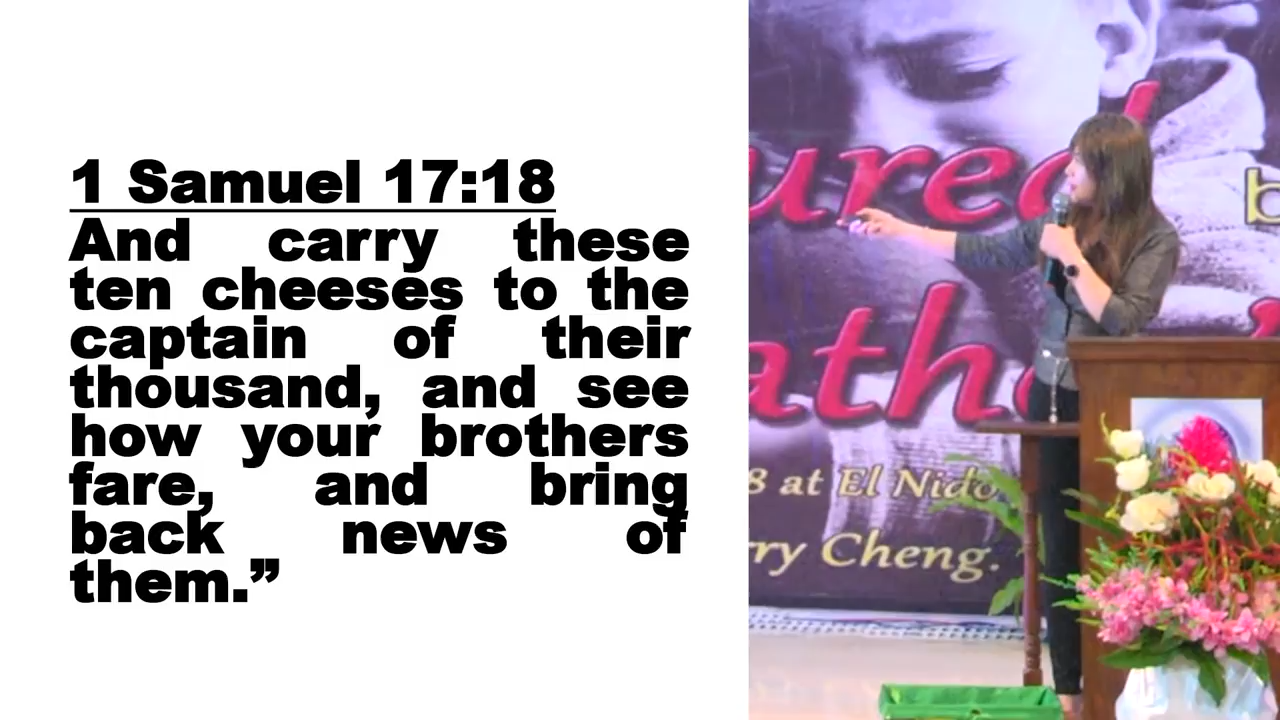 1 Samuel 17:18
And carry these
ten cheeses to the
captain of their
thousand, and see
how your brothers
fare, and bring
back news of
them.”
8 at El Nido
rry Cheng.